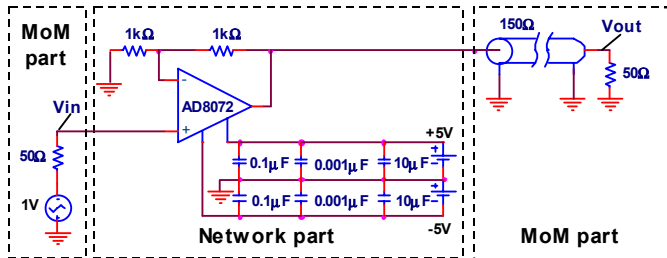 MoM
part
Vin
50Ω
1V
1kΩ
1kΩ
-
AD8072
+
+5V
0.1μF
0.001μF
10μF
+
-
0.1μF
0.001μF
10μF
+
-
-5V
Network part
150Ω
Vout
50Ω
MoM part